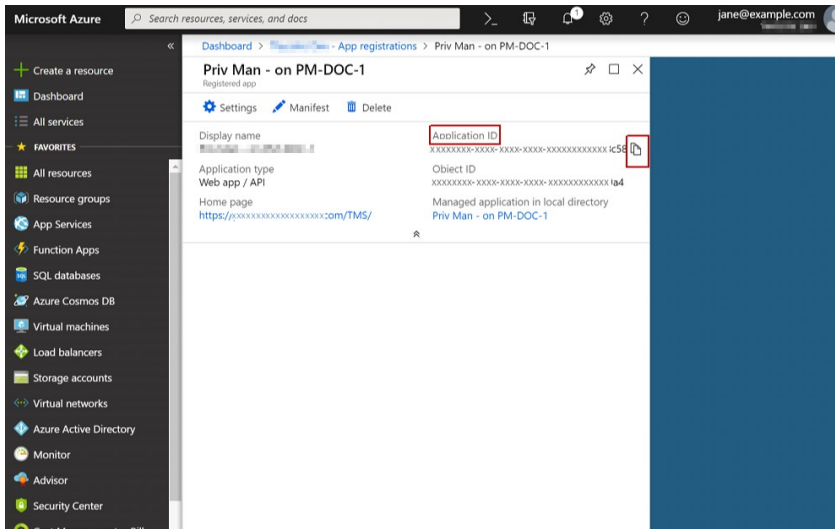 Microsoft Azure
Search resources, services, and docs
1
jane@example.com
Dashboard > - App registrations > Priv Man - on PM-DOC-1
Create a resource
Dashboard
All services
FAVORITES
All resources
Resource groups
App Services
Function Apps
SQL databases
Azure Cosmos DB
Virtual machines
Load balancers
Storage accounts
Virtual networks
Azure Active Directory
Monitor
Advisor
Security Center
Priv Man - on PM-DOC-1
Registered app
Settings
Manifest
Delete
Display name
Application type
Web app / API
Home page
https://xxxxxxxxxxxxxxxxxxx:om/TMS/
Application ID
xxxxxxxx-xxxx-xxxx-xxxx-xxxxxxxxxxxx
Object ID
xxxxxxxx-xxxx-xxxx-xxxx-xxxxxxxxxxxx
Managed application in local directory
Priv Man - on PM-DOC-1